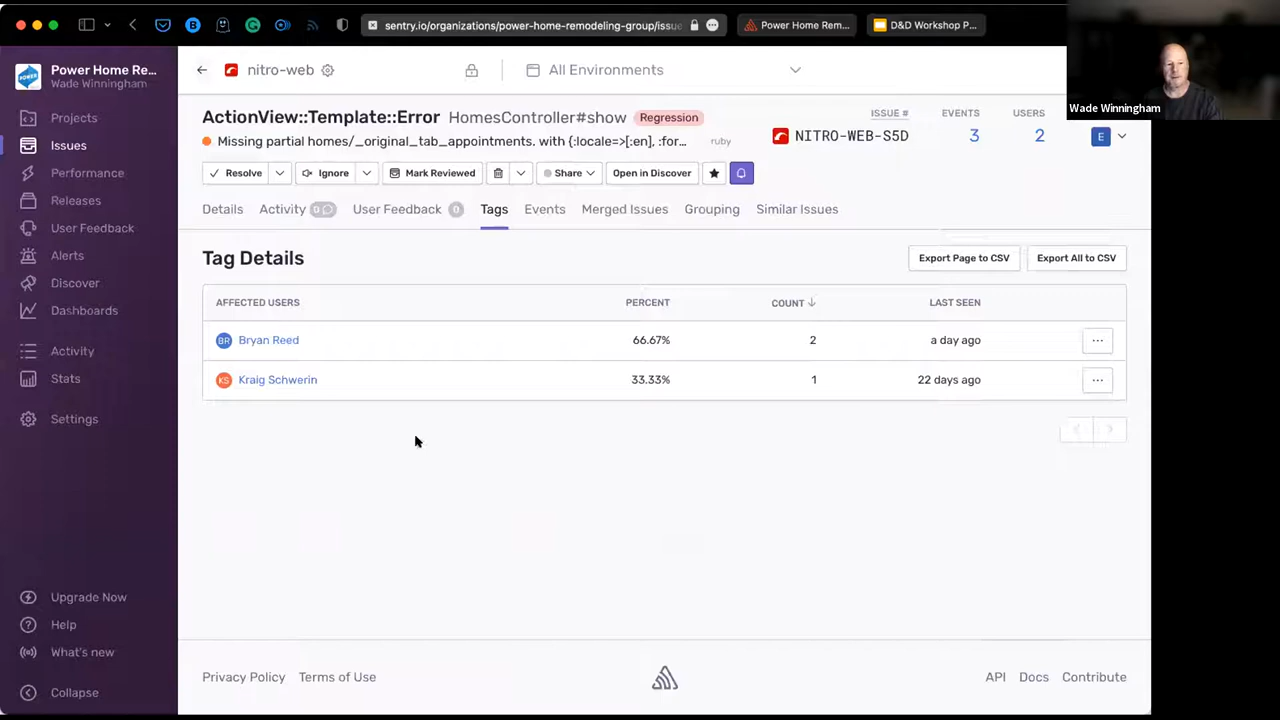 sentry.io/organizations/power-home-remodeling-group/issu
Power Home Rem...
D&D Workshop P...
Wade Winningham
POWER
Power Home Re...
Wade Winningham
Projects
Issues
Performance
Releases
User Feedback
Alerts
Discover
Dashboards
Activity
Stats
Settings
Upgrade Now
Help
What's new
Collapse
nitro-web
All Environments
ActionView::Template::Error HomesController#show Regression
Missing partial homes/_original_tab_appointments. with {:locale=>[:en], :for... ruby
ISSUE # EVENTS USERS
NITRO-WEB-S5D 3 2 E
Resolve Ignore Mark Reviewed Share Open in Discover
Details Activity 0 User Feedback 0 Tags Events Merged Issues Grouping Similar Issues
Tag Details Export Page to CSV Export All to CSV
AFFECTED USERS PERCENT COUNT LAST SEEN
BR Bryan Reed 66.67% 2 a day ago
KS Kraig Schwerin 33.33% 1 22 days ago
Privacy Policy Terms of Use API Docs Contribute